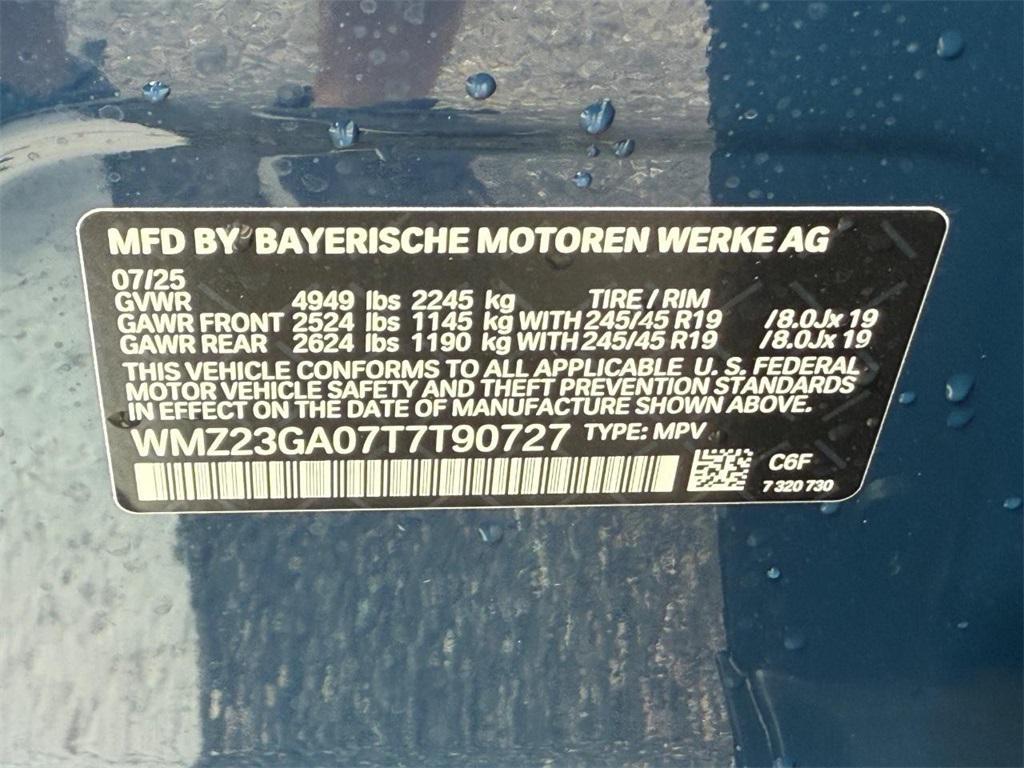 MFD BY BAYERISCHE MOTOREN WERKE AG
07/25
GVWR 4949 lbs 2245 kg TIRE / RIM
GAWR FRONT 2524 lbs 1145 kg WITH 245/45 R19 /8.0Jx 19
GAWR REAR 2624 lbs 1190 kg WITH 245/45 R19 /8.0Jx 19
THIS VEHICLE CONFORMS TO ALL APPLICABLE U. S. FEDERAL
MOTOR VEHICLE SAFETY AND THEFT PREVENTION STANDARDS
IN EFFECT ON THE DATE OF MANUFACTURE SHOWN ABOVE.
WMZ23GA07T7T90727 TYPE: MPV
C6F
7 320 730